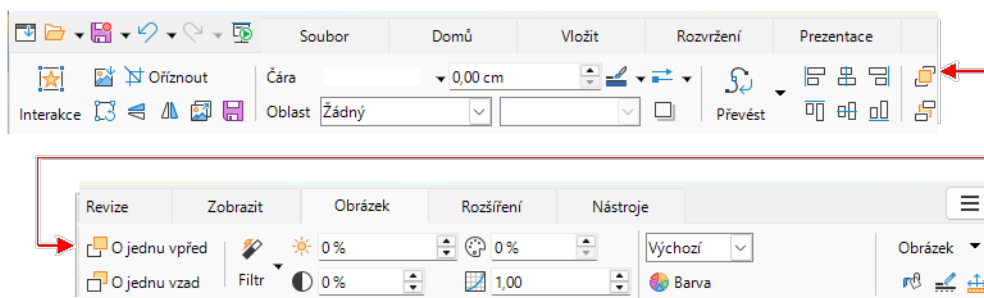 Soubor Domů Vložit Rozvržení Prezentace
Oříznout Čára 0,00 cm
Interakce Oblast Žádný Převést
Revize Zobrazit Obrázek Rozšíření Nástroje
O jednu vpřed 0 % 0 % Výchozí Obrázek
O jednu vzad Filtr 0 % 1,00 Barva